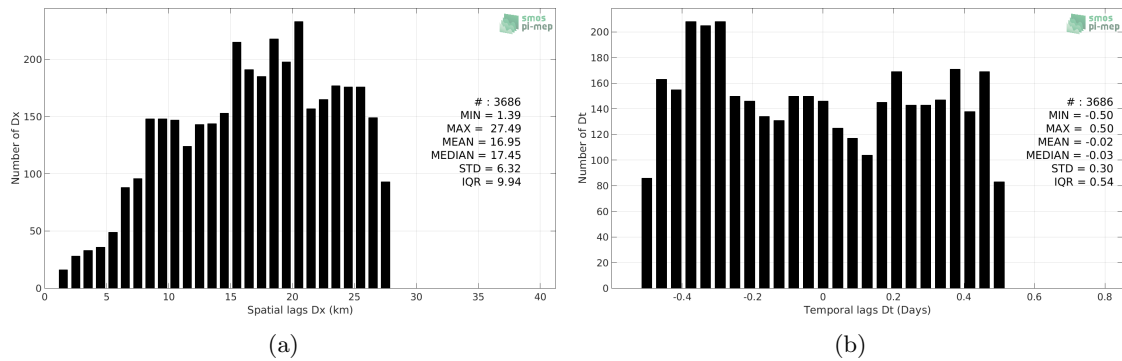 smos
pi-mep
200
150
100
50
0
Number of Dx
# : 3686
MIN = 1.39
MAX = 27.49
MEAN = 16.95
MEDIAN = 17.45
STD = 6.32
IQR = 9.94
0 5 10 15 20 25 30 35 40
Spatial lags Dx (km)
(a)
smos
pi-mep
200
180
160
140
120
100
80
60
40
20
0
Number of Dt
# : 3686
MIN = -0.50
MAX = 0.50
MEAN = -0.02
MEDIAN = -0.03
STD = 0.30
IQR = 0.54
-0.4 -0.2 0 0.2 0.4 0.6 0.8
Temporal lags Dt (Days)
(b)